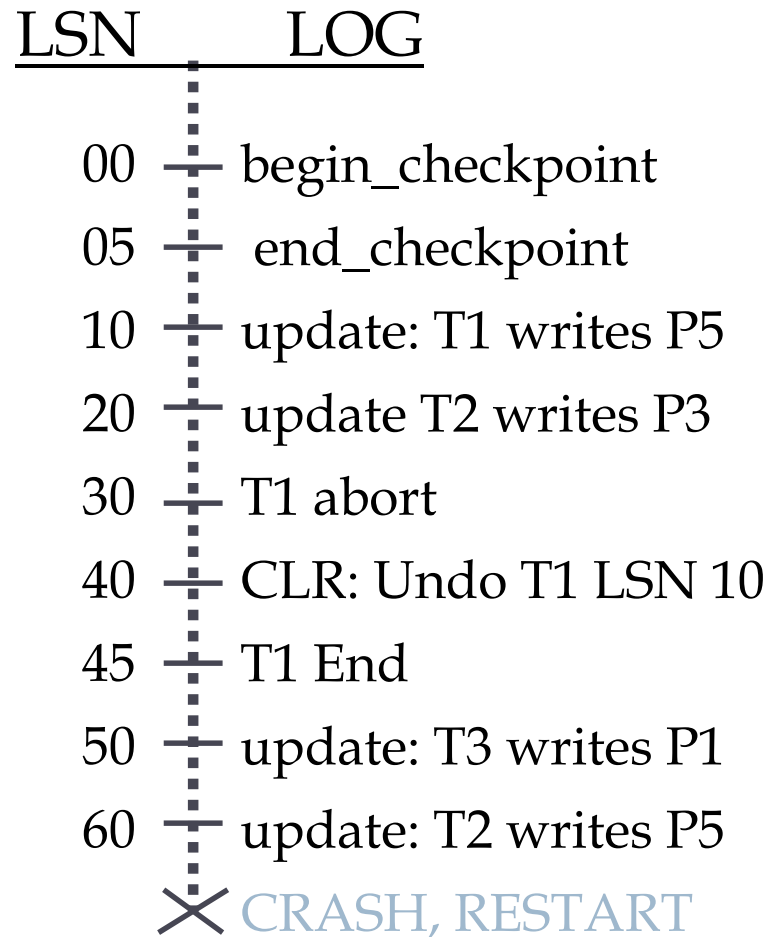 LSN LOG
00 begin_checkpoint
05 end_checkpoint
10 update: T1 writes P5
20 update T2 writes P3
30 T1 abort
40 CLR: Undo T1 LSN 10
45 T1 End
50 update: T3 writes P1
60 update: T2 writes P5
CRASH, RESTART